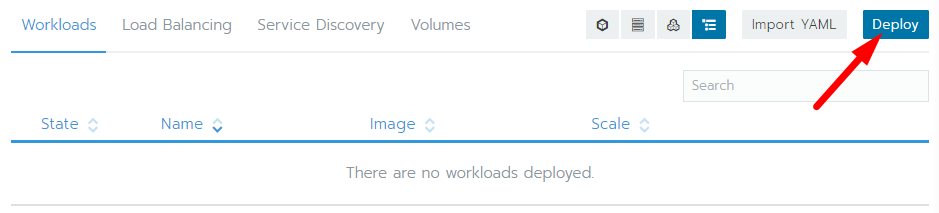 Workloads Load Balancing Service Discovery Volumes Import YAML Deploy
Search
State Name Image Scale
There are no workloads deployed.